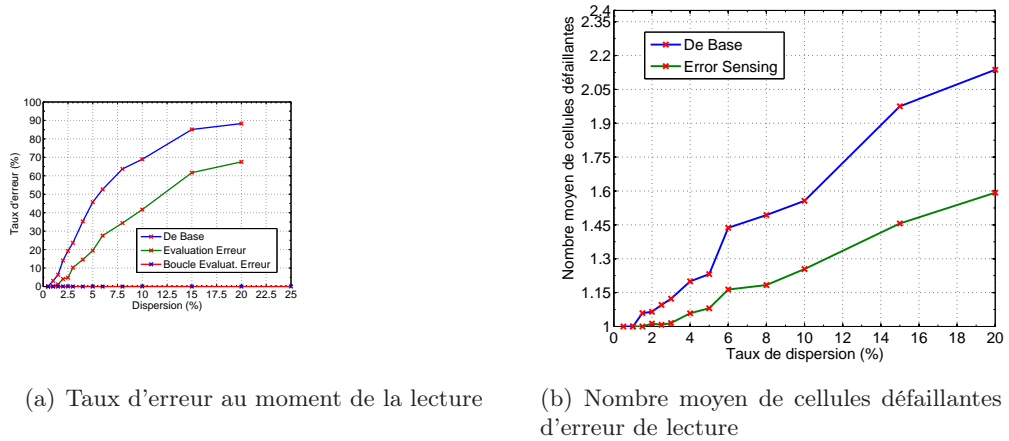 100
90
80
70
60
50
40
30
20
10
0
Taux d'erreur (%)
De Base
Evaluation Erreur
Boucle Evaluat. Erreur
0 2.5 5 7.5 10 12.5 15 17.5 20 22.5 25
Dispersion (%)
(a) Taux d'erreur au moment de la lecture
2.4
2.35
2.2
2.05
1.9
1.75
1.6
1.45
1.3
1.15
1
Nombre moyen de cellules défaillantes
De Base
Error Sensing
0 2 4 6 8 10 12 14 16 18 20
Taux de dispersion (%)
(b) Nombre moyen de cellules défaillantes
d'erreur de lecture